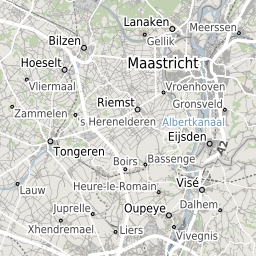 Lanaken
Meerssen
Gellik
Bilzen
Hoeselt
Maastricht
Vliermaal
Vroenhoven
Riemst
Gronsveld
Zammelen
's Herenelderen
Albertkanaal
Eijsden
A2
Tongeren
Boirs
Bassenge
Lauw
Heure-le-Romain
Visé
Juprelle
Oupeye
Dalhem
Xhendremael
Liers
Vivegnis